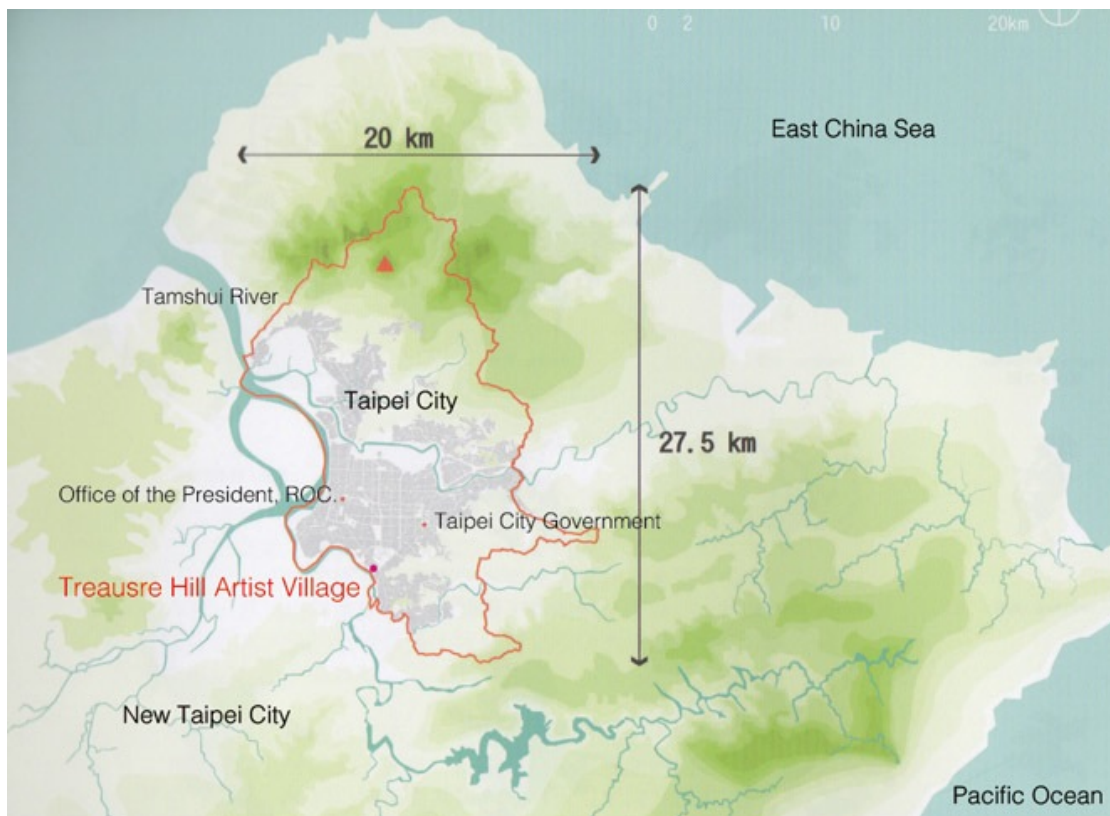 0 2 10 20km
East China Sea
20 km
Tamshui River
Taipei City
27.5 km
Office of the President, ROC.
Taipei City Government
Treausre Hill Artist Village
New Taipei City
Pacific Ocean